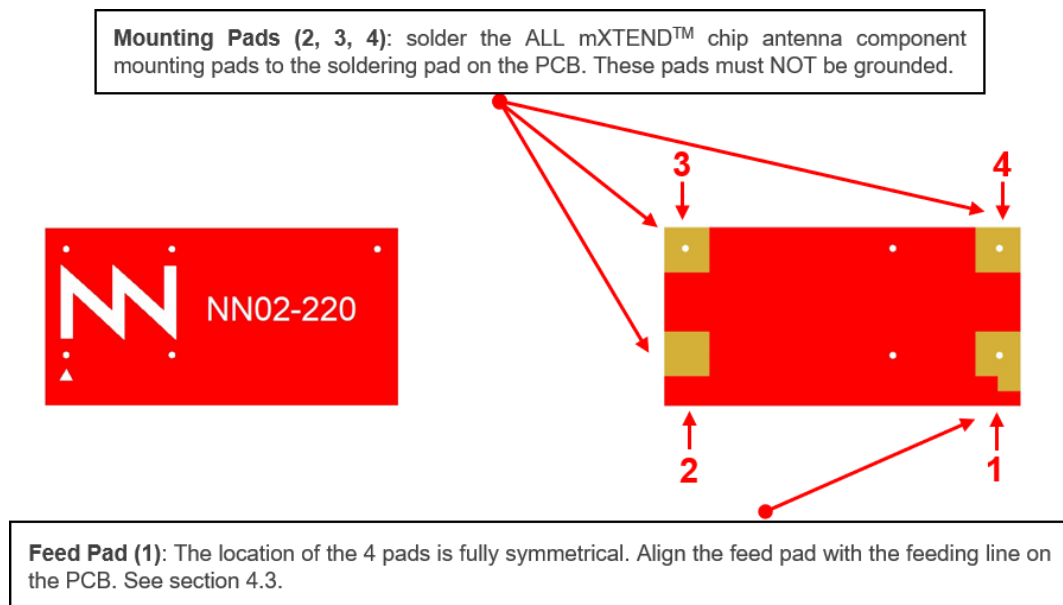 Mounting Pads (2, 3, 4): solder the ALL mXTEND™ chip antenna component
mounting pads to the soldering pad on the PCB. These pads must NOT be grounded.
3
4
NN02-220
2
1
Feed Pad (1): The location of the 4 pads is fully symmetrical. Align the feed pad with the feeding line on
the PCB. See section 4.3.